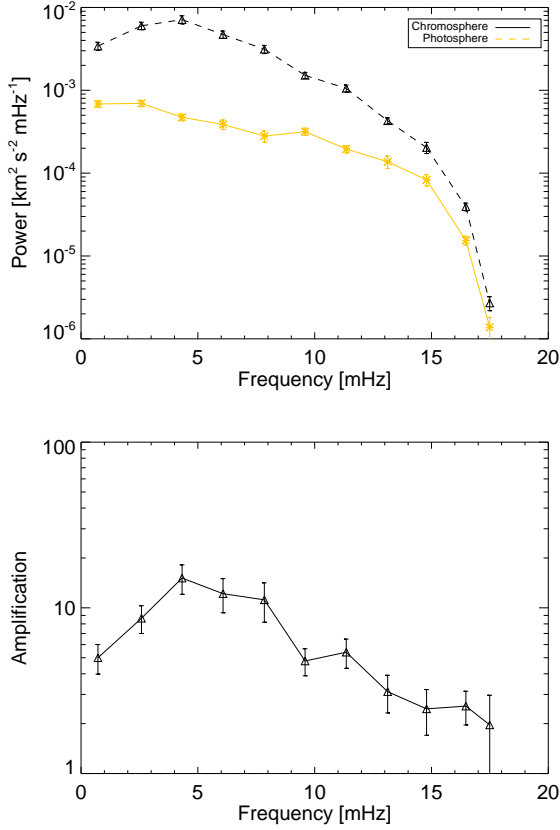 10⁻²
10⁻³
10⁻⁴
10⁻⁵
10⁻⁶
Power [km² s⁻² mHz⁻¹]
Chromosphere
Photosphere
0 5 10 15 20
Frequency [mHz]
100
10
1
Amplification
0 5 10 15 20
Frequency [mHz]